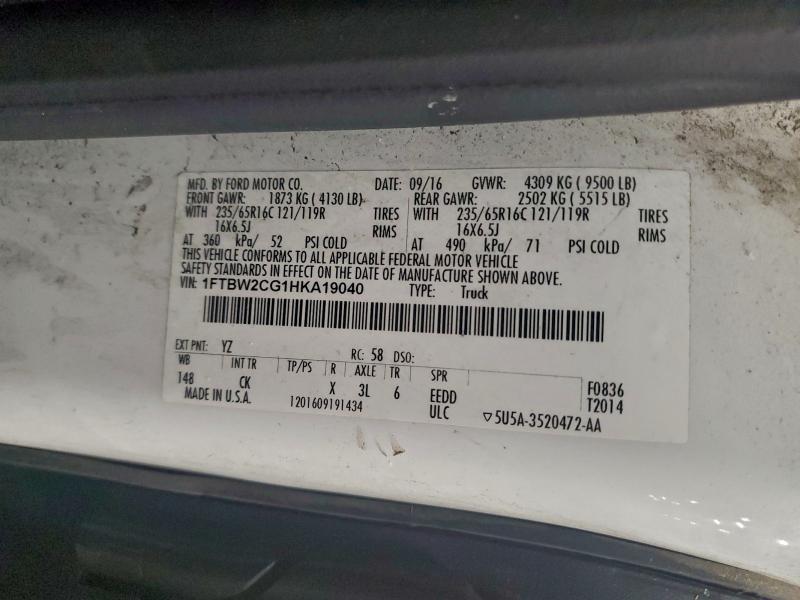 MFD. BY FORD MOTOR CO. DATE: 09/16 GVWR: 4309 KG ( 9500 LB)
FRONT GAWR: 1873 KG ( 4130 LB) REAR GAWR: 2502 KG ( 5515 LB)
WITH 235/65R16C 121/119R TIRES WITH 235/65R16C 121/119R TIRES
16X6.5J RIMS 16X6.5J RIMS
AT 360 kPa/ 52 PSI COLD AT 490 kPa/ 71 PSI COLD
THIS VEHICLE CONFORMS TO ALL APPLICABLE FEDERAL MOTOR VEHICLE
SAFETY STANDARDS IN EFFECT ON THE DATE OF MANUFACTURE SHOWN ABOVE.
VIN: 1FTBW2CG1HKA19040 TYPE: Truck
EXT PNT: YZ RC: 58 DSO:
WB INT TR TP/PS R AXLE TR SPR
148 CK X 3L 6 EEDD F0836
MADE IN U.S.A. 1201609191434 ULC ▽5U5A-3520472-AA T2014